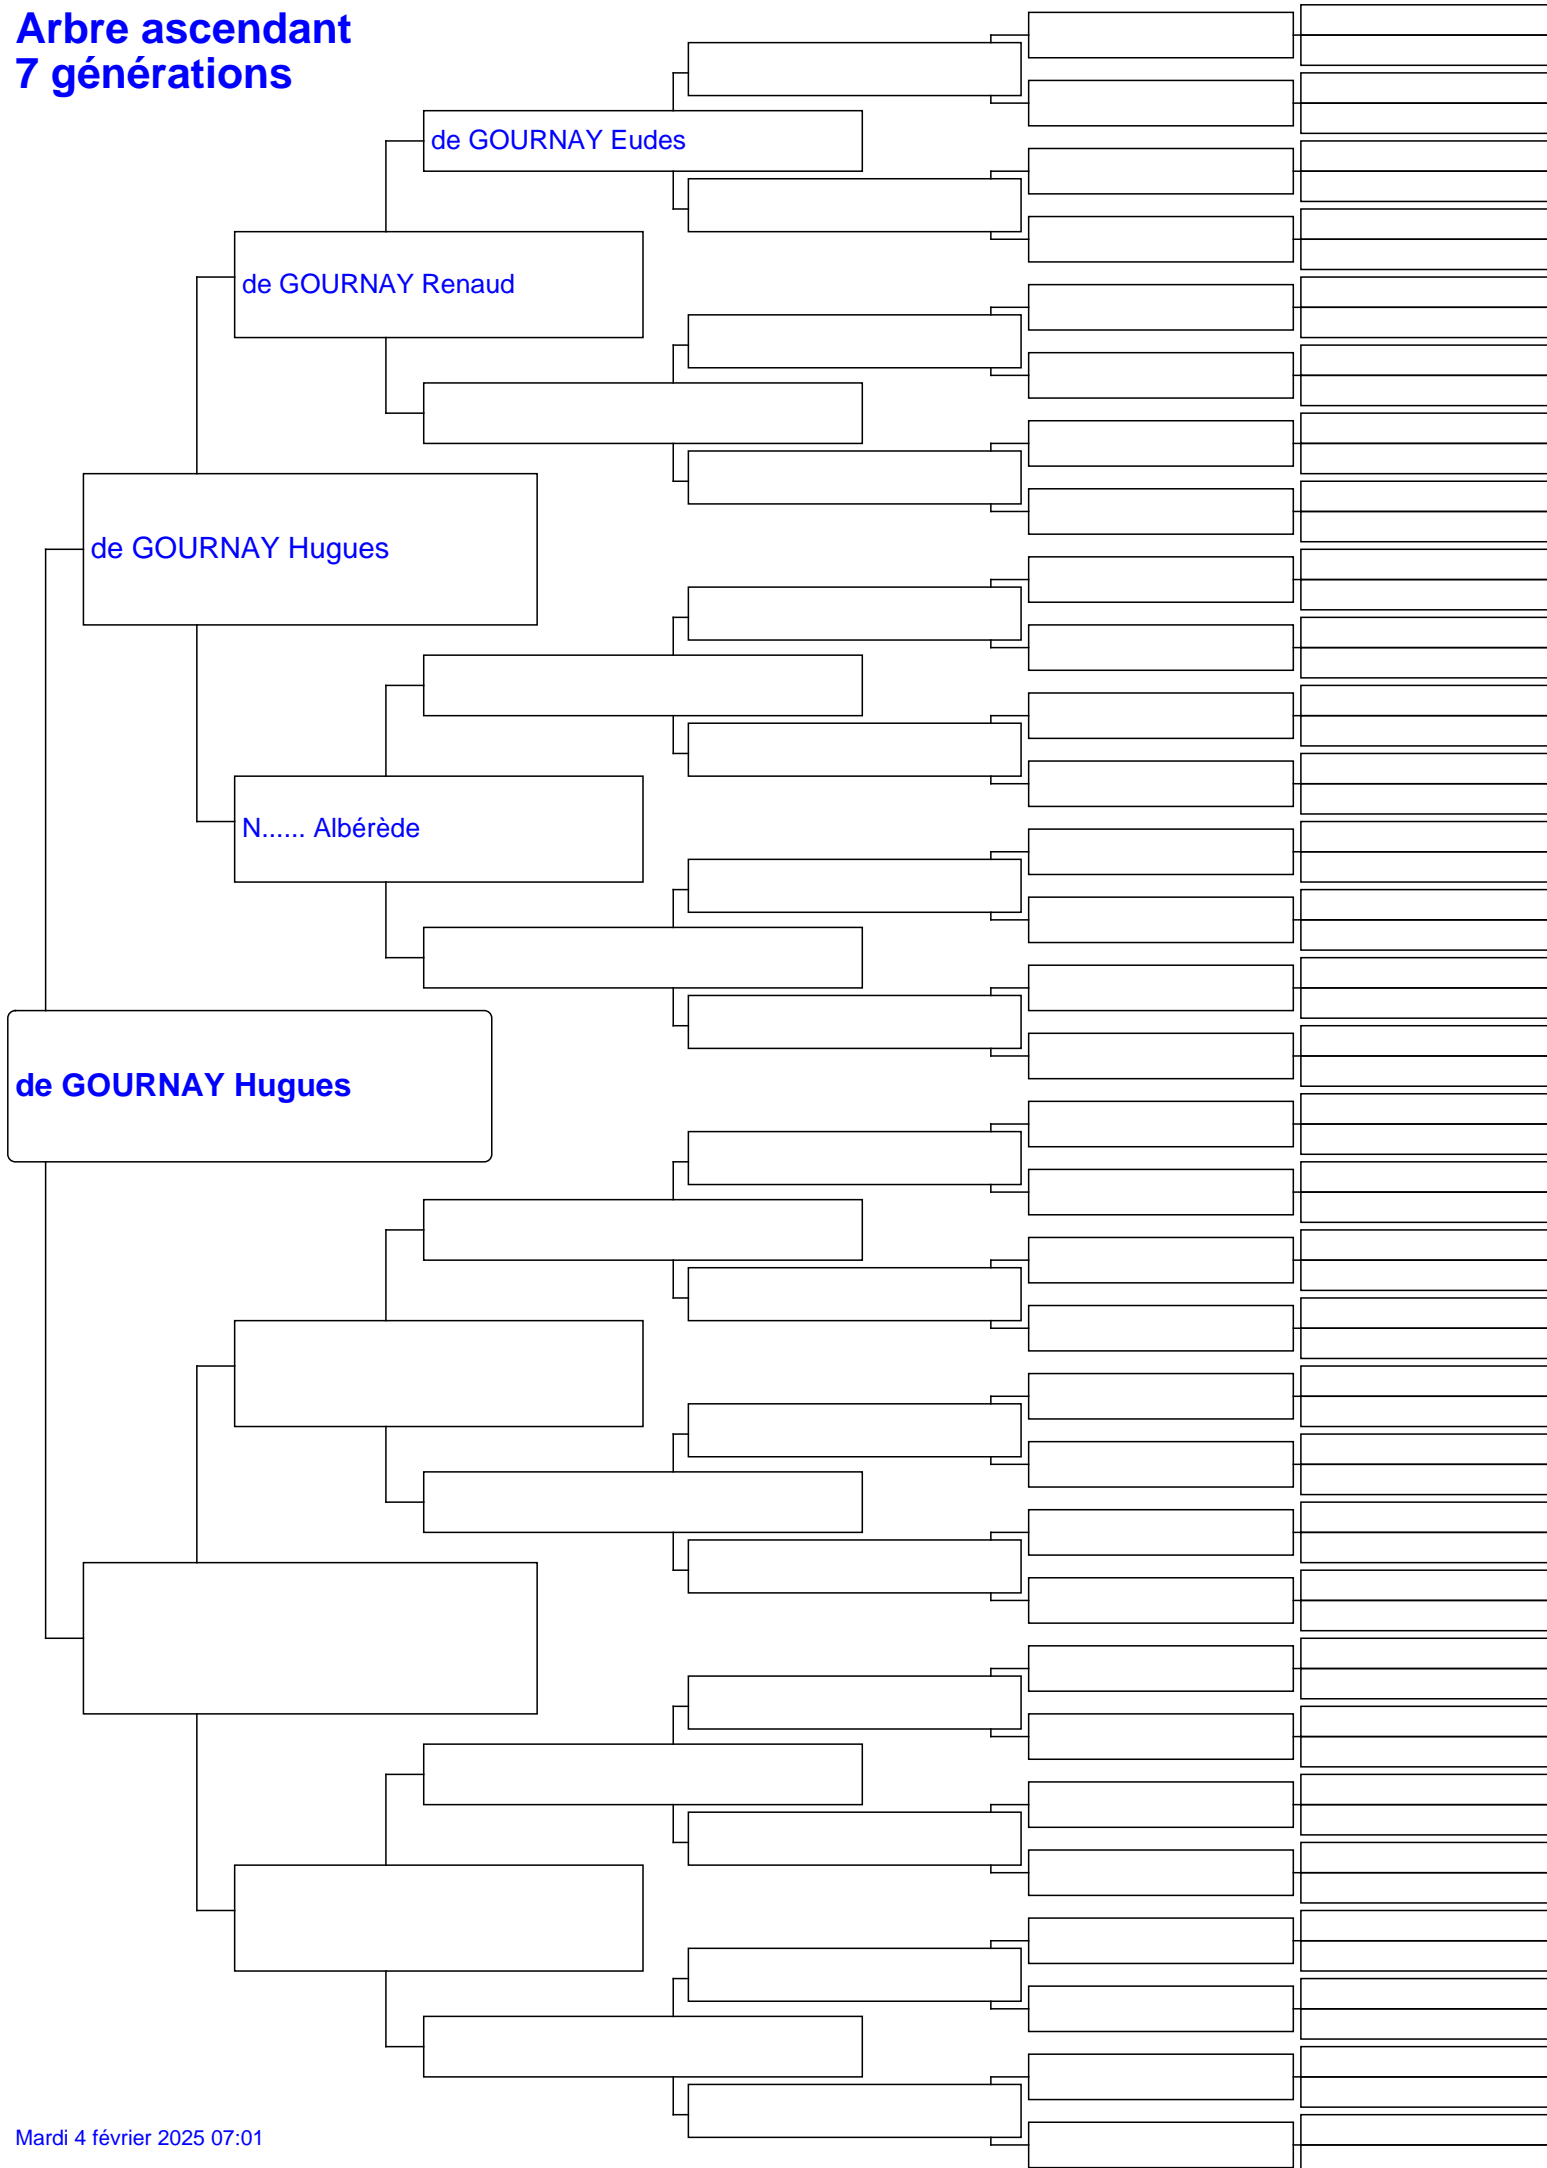 Arbre ascendant
7 générations
de GOURNAY Eudes
de GOURNAY Renaud
de GOURNAY Hugues
N...... Albérède
de GOURNAY Hugues
Mardi 4 février 2025 07:01